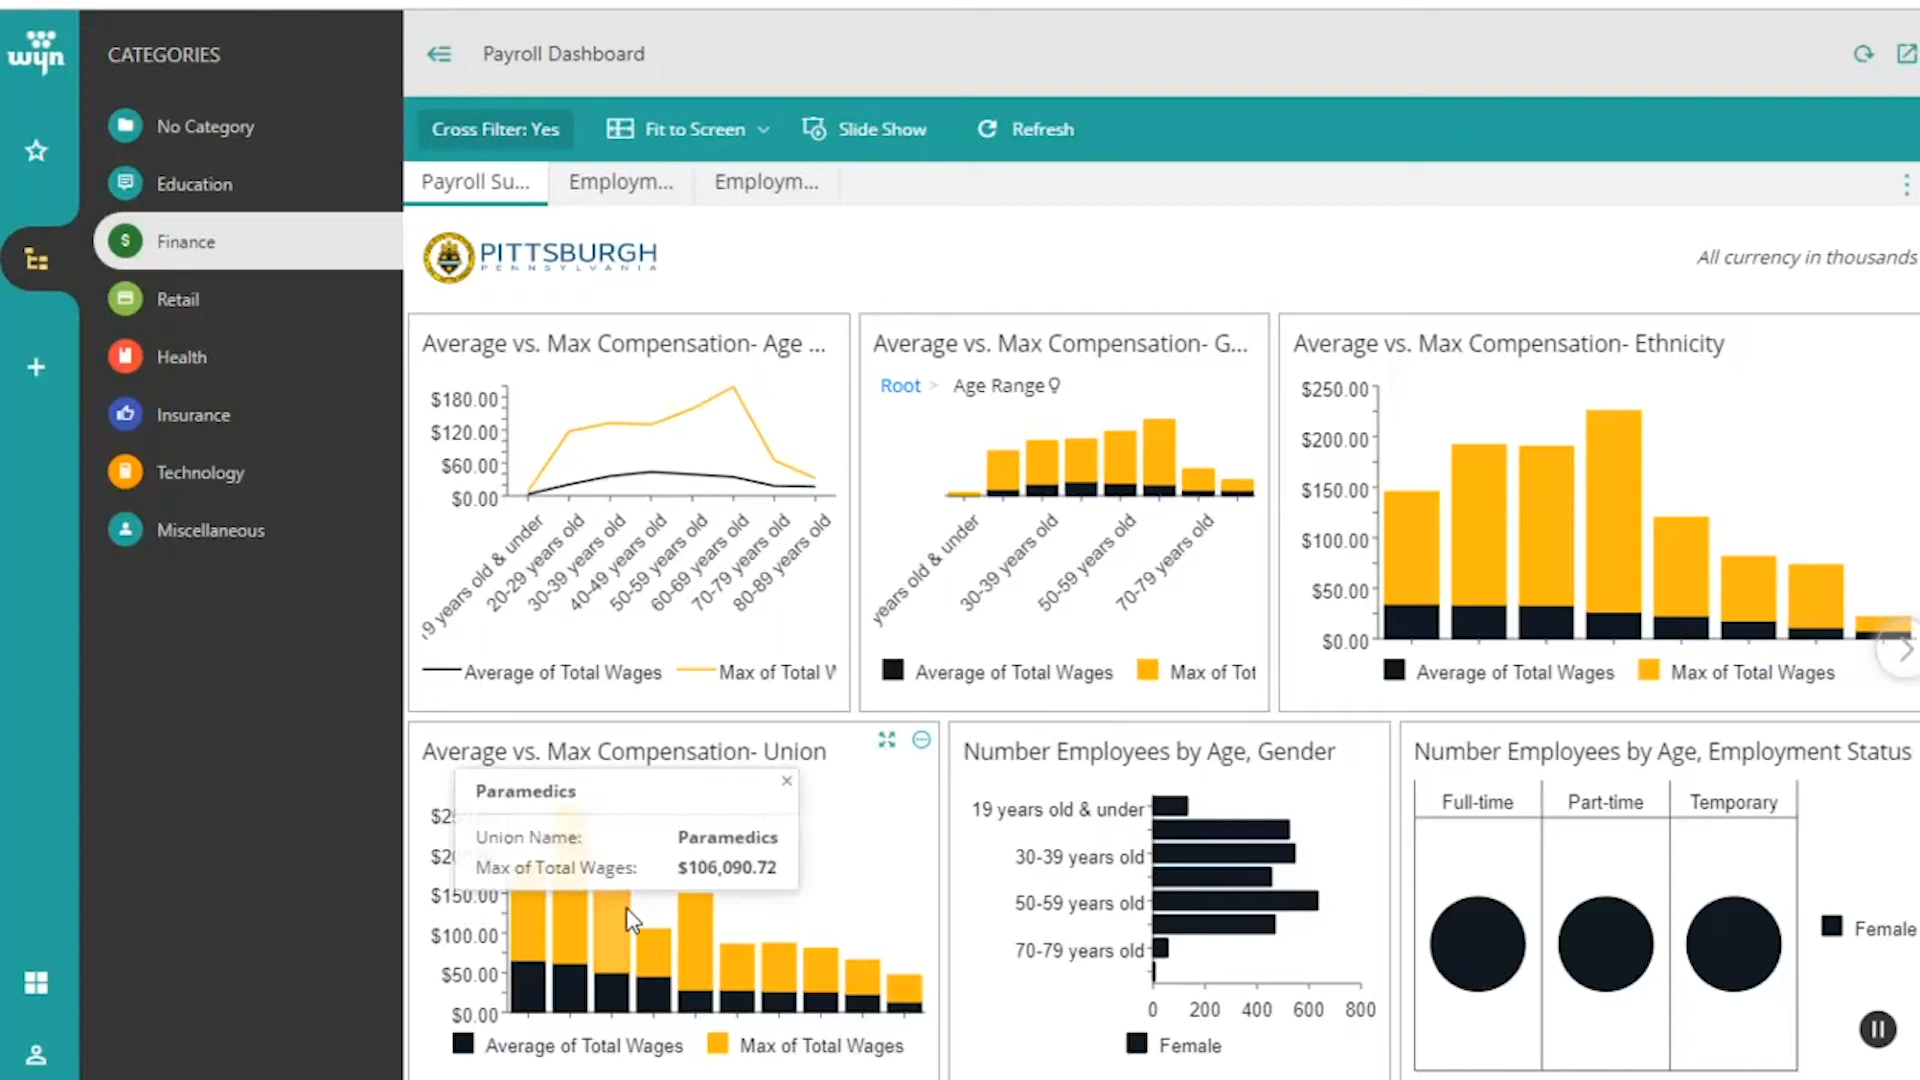 wyn
CATEGORIES
No Category
Education
$ Finance
Retail
Health
Insurance
Technology
Miscellaneous
Payroll Dashboard
Cross Filter: Yes
Fit to Screen
Slide Show
Refresh
Payroll Su...
Employm...
Employm...
PITTSBURGH
PENNSYLVANIA
All currency in thousands
Average vs. Max Compensation- Age ...
$180.00
$120.00
$60.00
$0.00
9 years old & under
20-29 years old
30-39 years old
40-49 years old
50-59 years old
60-69 years old
70-79 years old
80-89 years old
Average of Total Wages
Max of Total W
Average vs. Max Compensation- G...
Root > Age Range
years old & under
30-39 years old
50-59 years old
70-79 years old
Average of Total Wages
Max of Tot
Average vs. Max Compensation- Ethnicity
$250.00
$200.00
$150.00
$100.00
$50.00
$0.00
Average of Total Wages
Max of Total Wages
Average vs. Max Compensation- Union
Paramedics
Union Name: Paramedics
Max of Total Wages: $106,090.72
$2
$20
$150.00
$100.00
$50.00
$0.00
Average of Total Wages
Max of Total Wages
Number Employees by Age, Gender
19 years old & under
30-39 years old
50-59 years old
70-79 years old
0 200 400 600 800
Female
Number Employees by Age, Employment Status
Full-time
Part-time
Temporary
Female